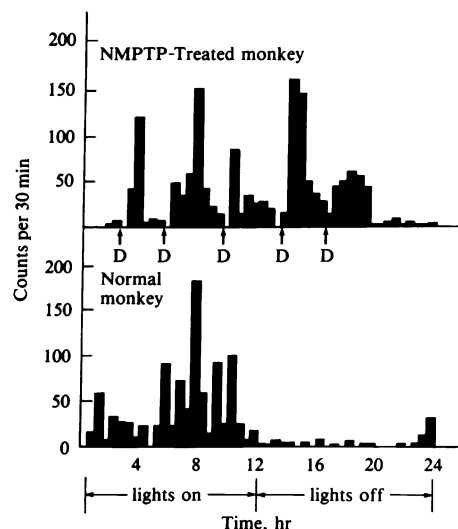 200
NMPTP-Treated monkey
150
100
50
D D D D D
Counts per 30 min
200
Normal
monkey
150
100
50
0
4 8 12 16 20 24
lights on lights off
Time, hr